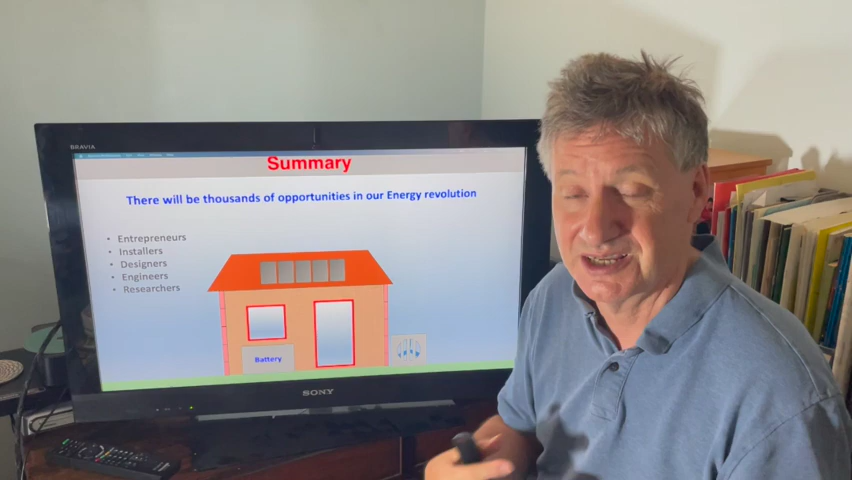 BRAVIA
Summary
There will be thousands of opportunities in our Energy revolution
• Entrepreneurs
• Installers
• Designers
• Engineers
• Researchers
Battery
SONY